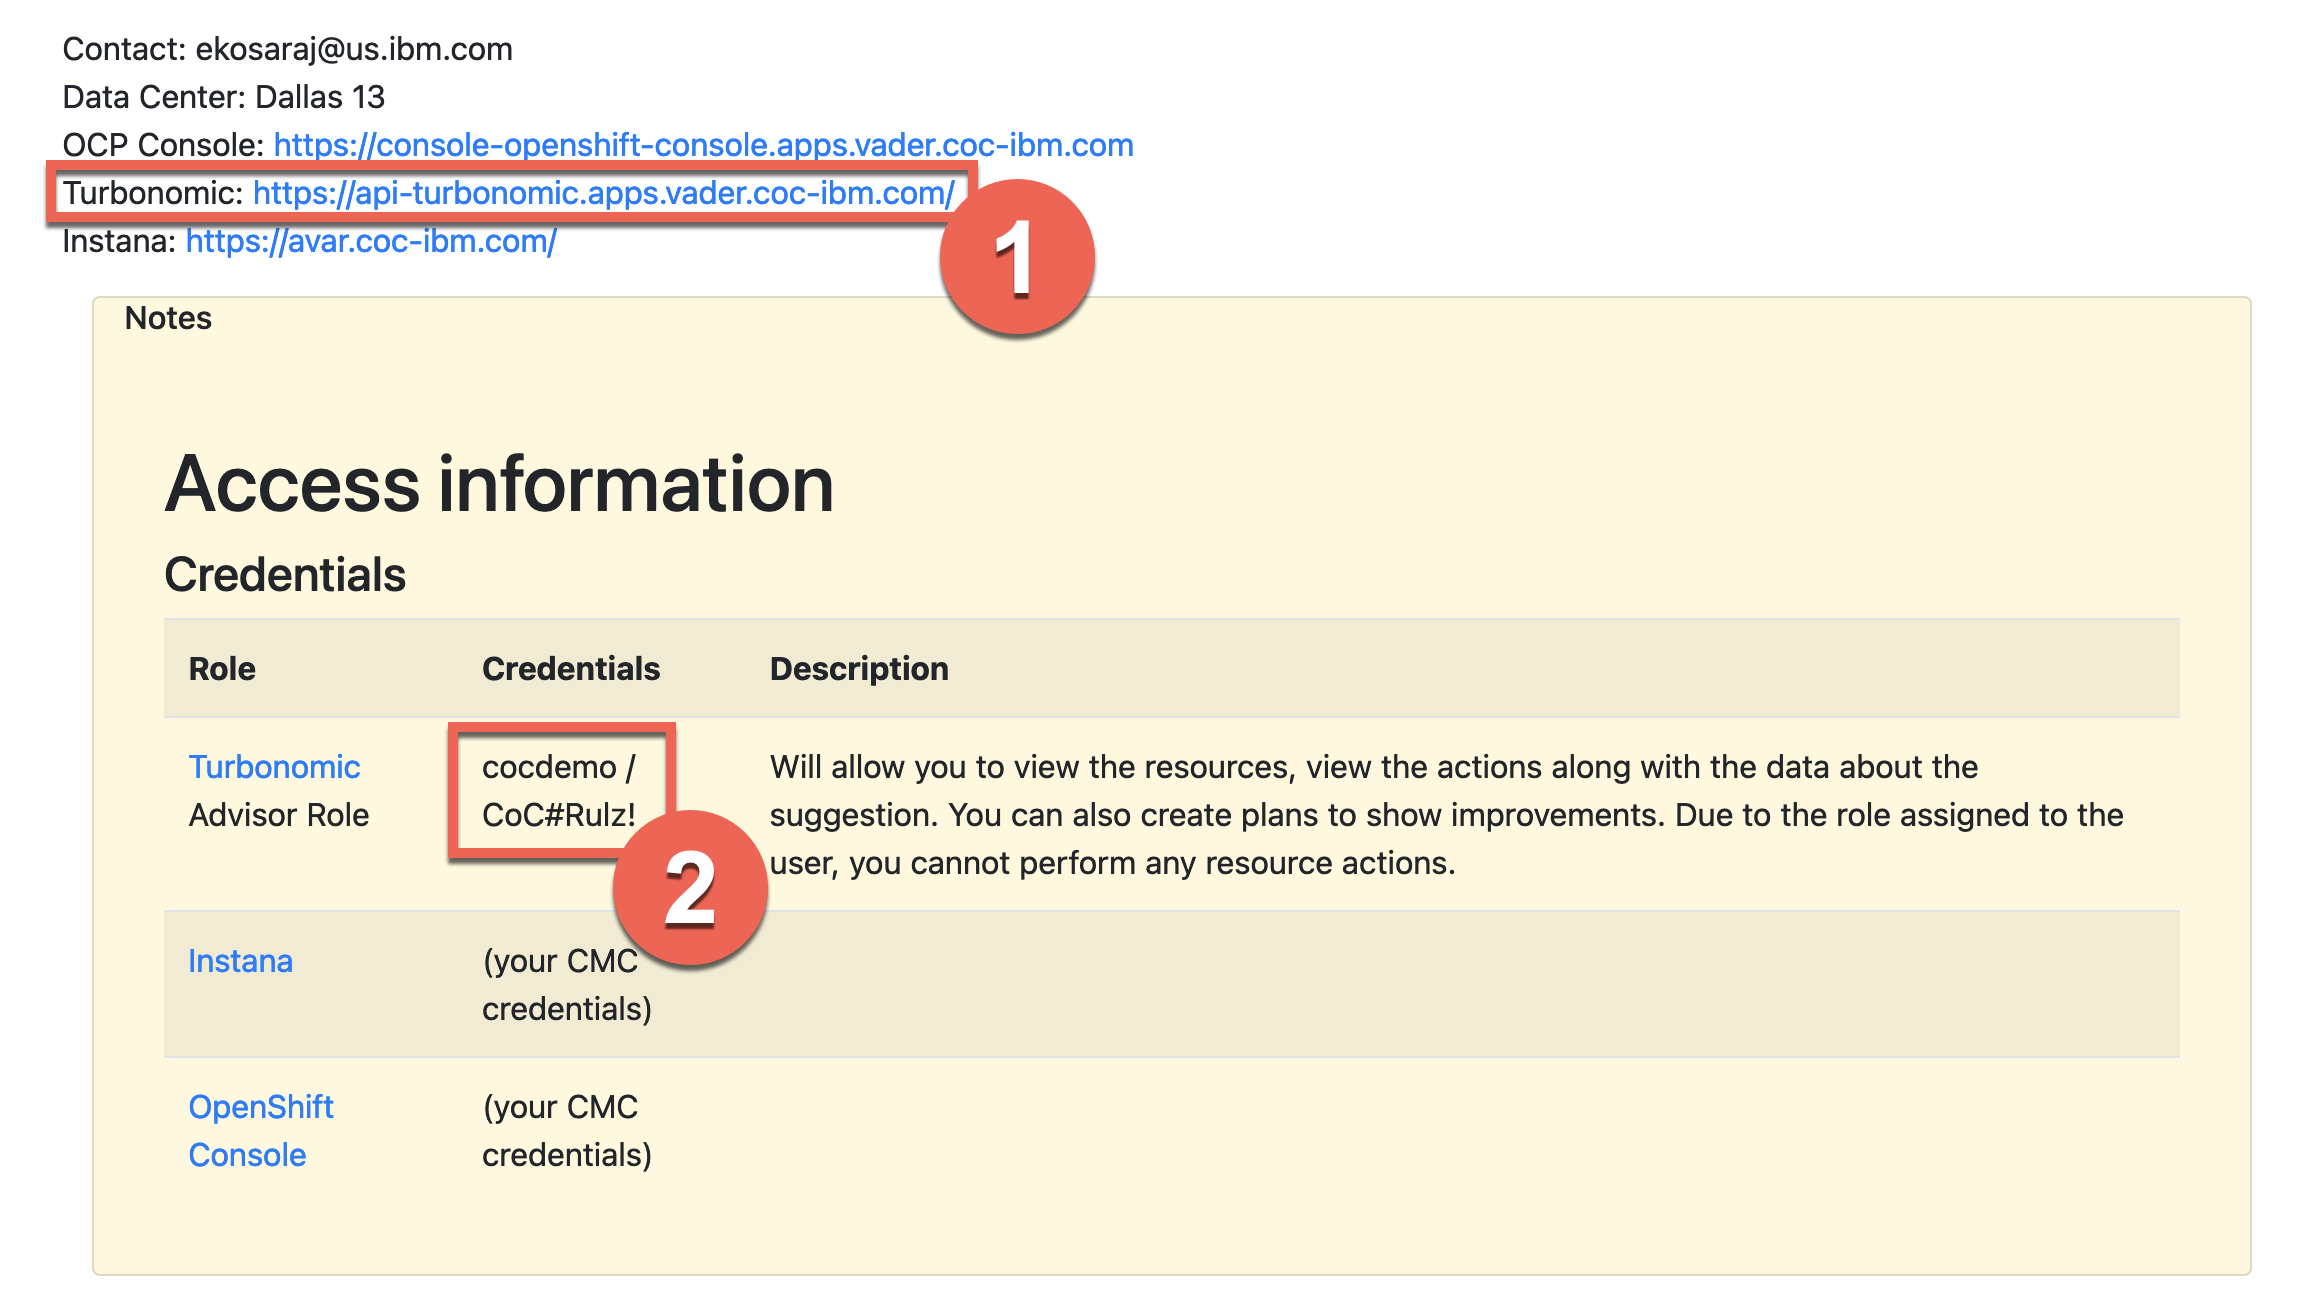 Contact: ekosaraj@us.ibm.com
Data Center: Dallas 13
OCP Console: https://console-openshift-console.apps.vader.coc-ibm.com
Turbonomic: https://api-turbonomic.apps.vader.coc-ibm.com/
1
Instana: https://avar.coc-ibm.com/
Notes
Access information
Credentials
Role Credentials Description
Turbonomic cocdemo / Will allow you to view the resources, view the actions along with the data about the
Advisor Role CoC#Rulz! suggestion. You can also create plans to show improvements. Due to the role assigned to the
2 user, you cannot perform any resource actions.
Instana (your CMC
credentials)
OpenShift (your CMC
Console credentials)